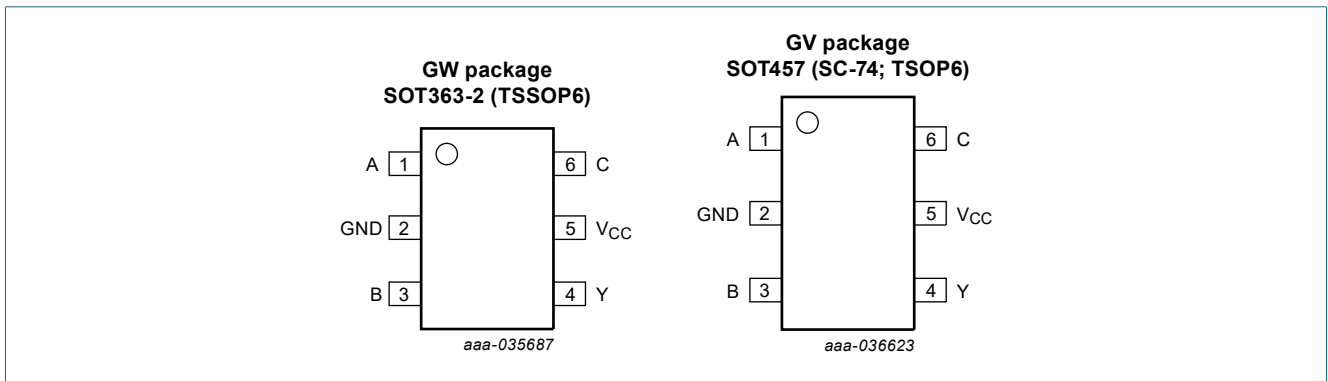 GW package
SOT363-2 (TSSOP6)
A 1
6 C
GND 2
5 VCC
B 3
4 Y
aaa-035687
GV package
SOT457 (SC-74; TSOP6)
A 1
6 C
GND 2
5 VCC
B 3
4 Y
aaa-036623